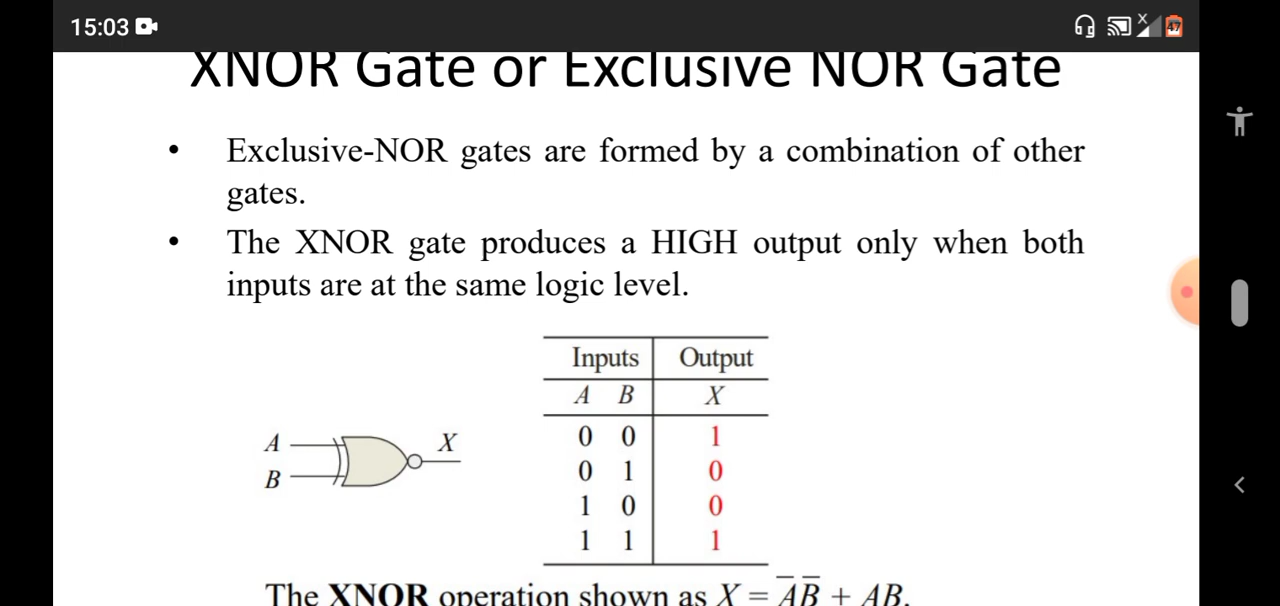 15:03
47
XNOR Gate or Exclusive NOR Gate
• Exclusive-NOR gates are formed by a combination of other
gates.
• The XNOR gate produces a HIGH output only when both
inputs are at the same logic level.
Inputs Output
A B X
0 0 1
0 1 0
1 0 0
1 1 1
A
B
X
The XNOR operation shown as X = A̅B̅ + AB.